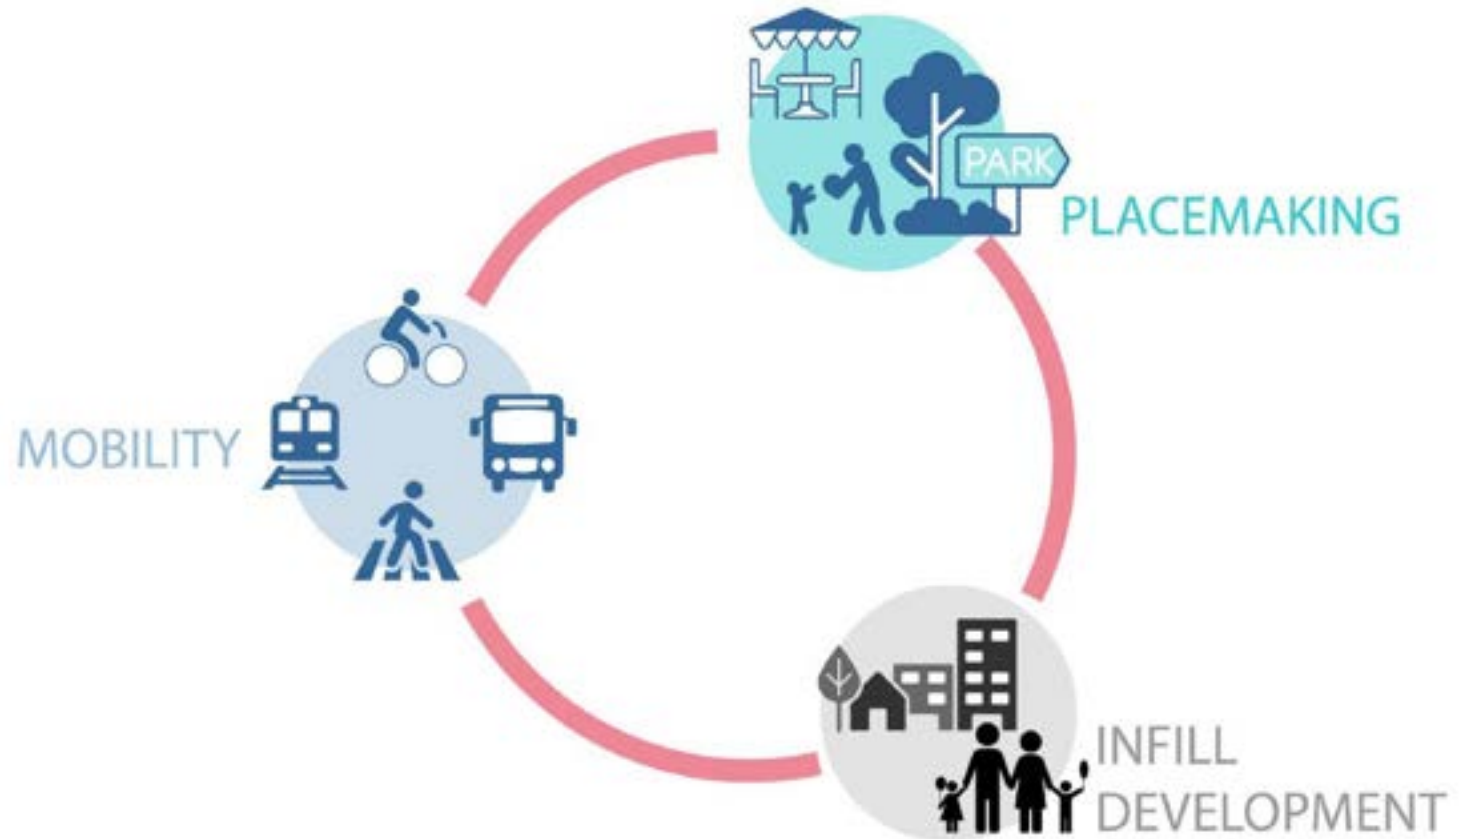 PARK
PLACEMAKING
MOBILITY
INFILL
DEVELOPMENT